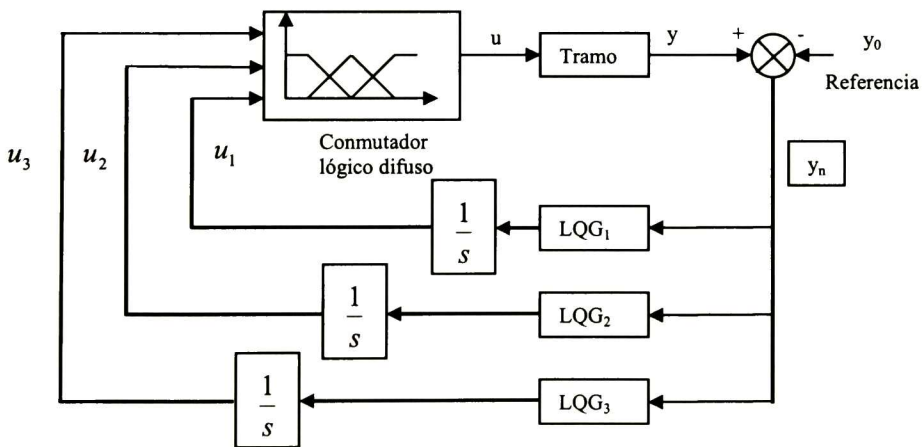 u
Tramo
y
+
-
y₀
Referencia
Conmutador
lógico difuso
u₃
u₂
u₁
yₙ
1
s
LQG₁
1
s
LQG₂
1
s
LQG₃